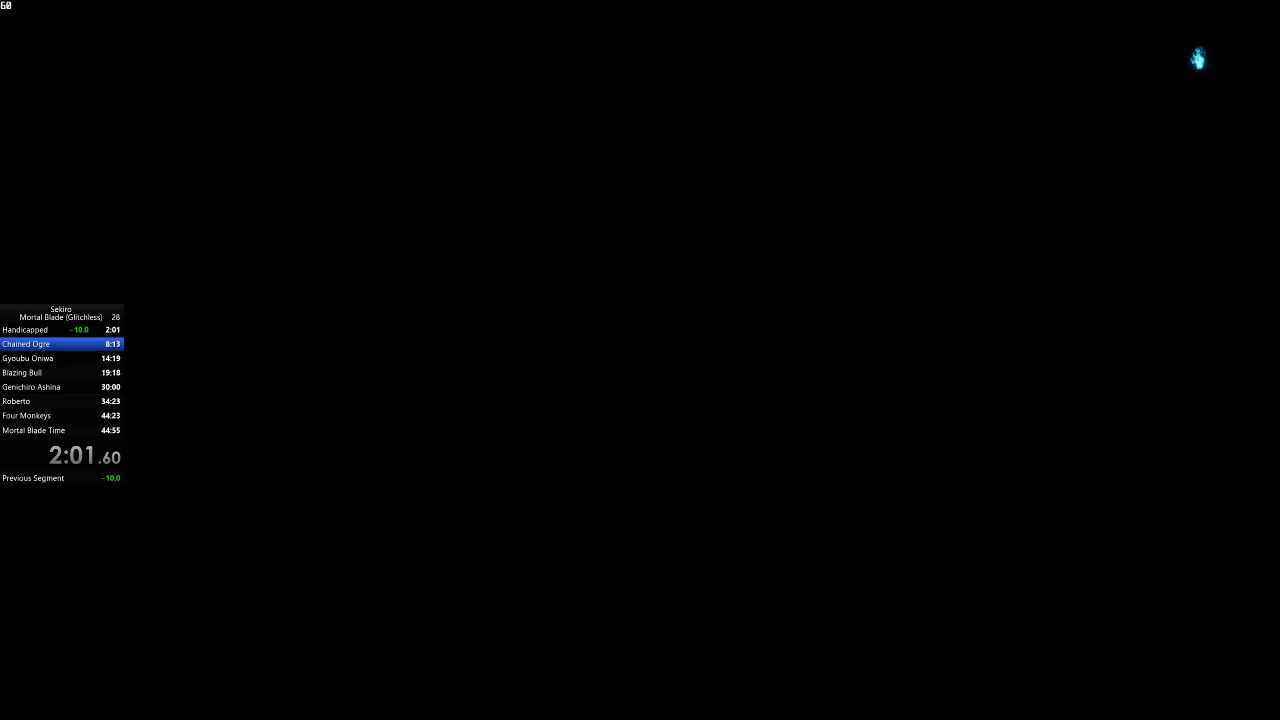 60
Sekiro
Mortal Blade (Glitchless) 28
Handicapped -10.0 2:01
Chained Ogre 8:13
Gyoubu Oniwa 14:19
Blazing Bull 19:18
Genichiro Ashina 30:00
Roberto 34:23
Four Monkeys 44:23
Mortal Blade Time 44:55
2:01.60
Previous Segment -10.0